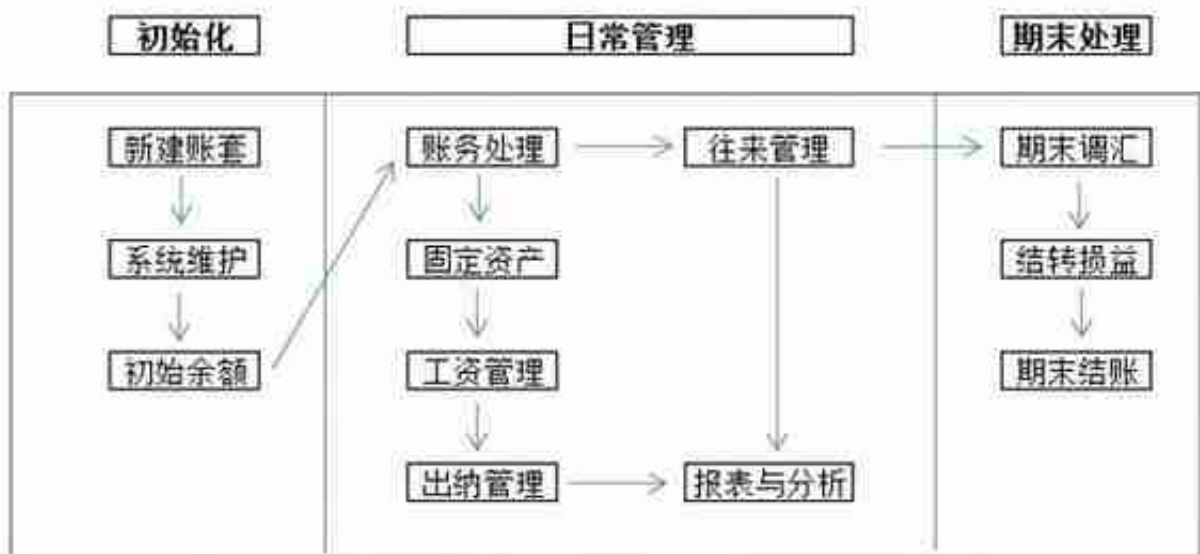 初始化
日常管理
期末处理
新建账套
账务处理
往来管理
期末调汇
系统维护
固定资产
结转损益
初始余额
工资管理
期末结账
出纳管理
报表与分析